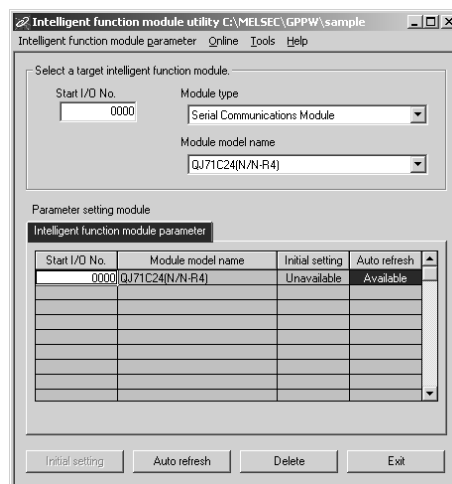 Intelligent function module utility C:\MELSEC\GPPW\sample
Intelligent function module parameter Online Tools Help
Select a target intelligent function module.
Start I/O No. Module type
0000 Serial Communications Module
Module model name
QJ71C24(N/N-R4)
Parameter setting module
Intelligent function module parameter
Start I/O No. Module model name Initial setting Auto refresh
0000 QJ71C24(N/N-R4) Unavailable Available
Initial setting Auto refresh Delete Exit